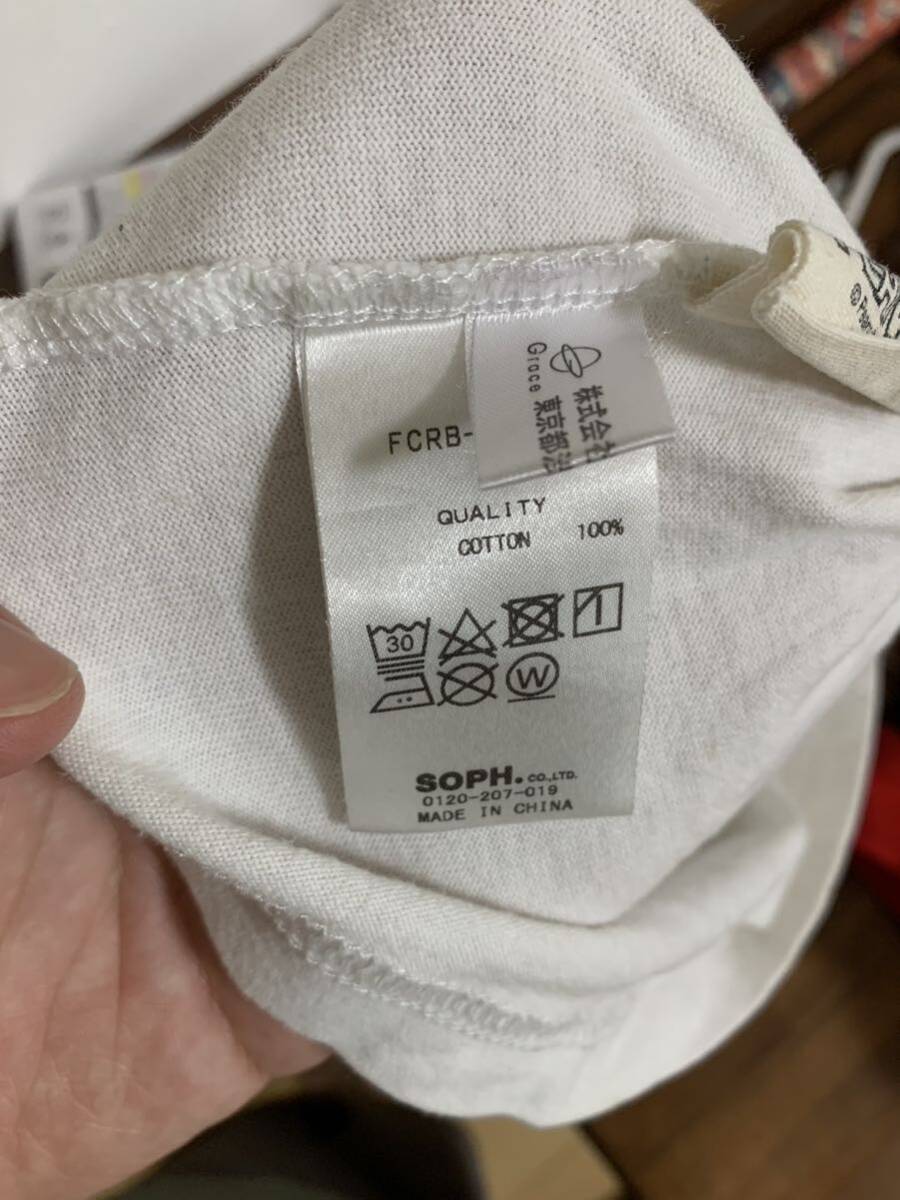 FCRB-
QUALITY
COTTON 100%
30
W
SOPH. CO.,LTD.
0120-207-019
MADE IN CHINA
Grace
株式会社
東京都